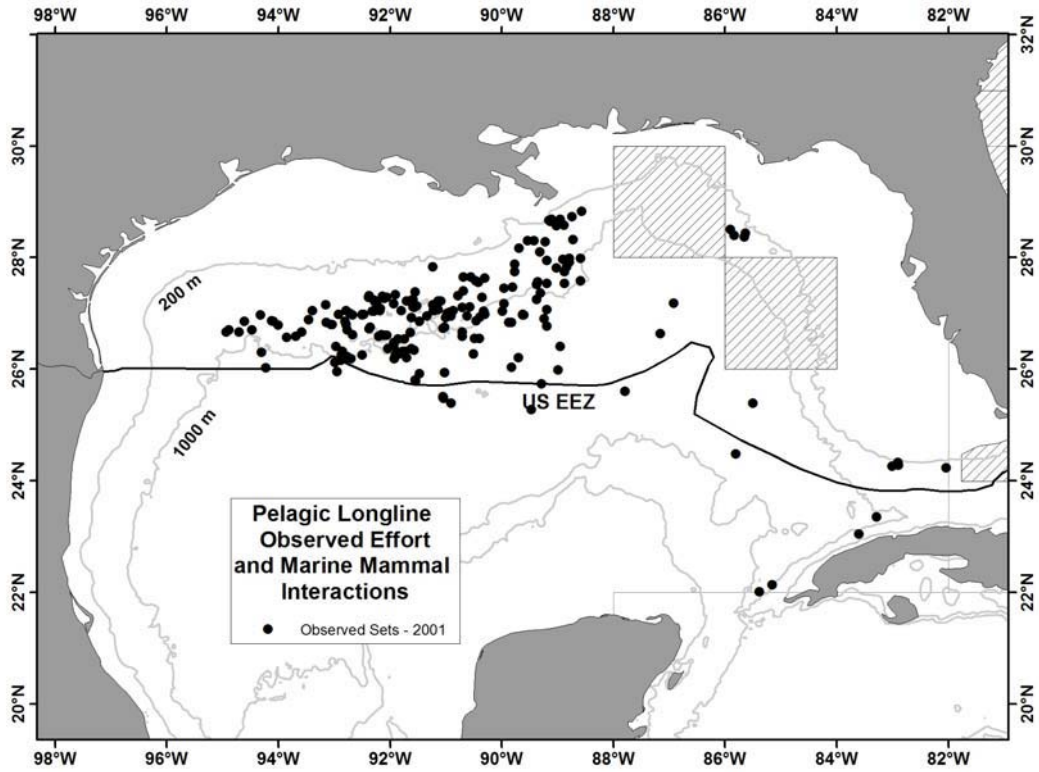 98°W 96°W 94°W 92°W 90°W 88°W 86°W 84°W 82°W
32°N
30°N 30°N
28°N 28°N
200 m
26°N 26°N
US EEZ
1000 m
24°N 24°N
Pelagic Longline
Observed Effort
and Marine Mammal
Interactions
Observed Sets - 2001
22°N 22°N
20°N 20°N
98°W 96°W 94°W 92°W 90°W 88°W 86°W 84°W 82°W